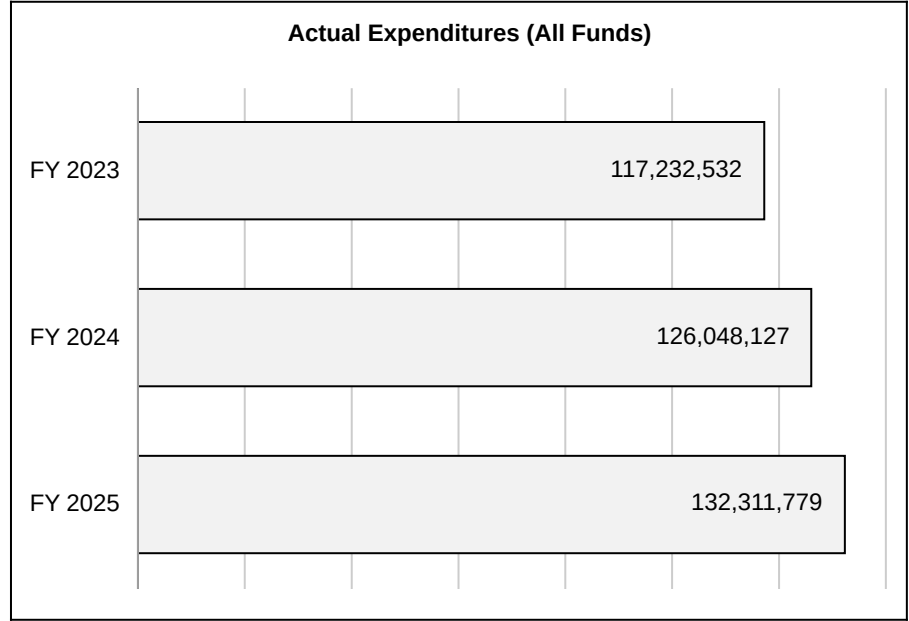 Actual Expenditures (All Funds)
FY 2023
117,232,532
FY 2024
126,048,127
FY 2025
132,311,779